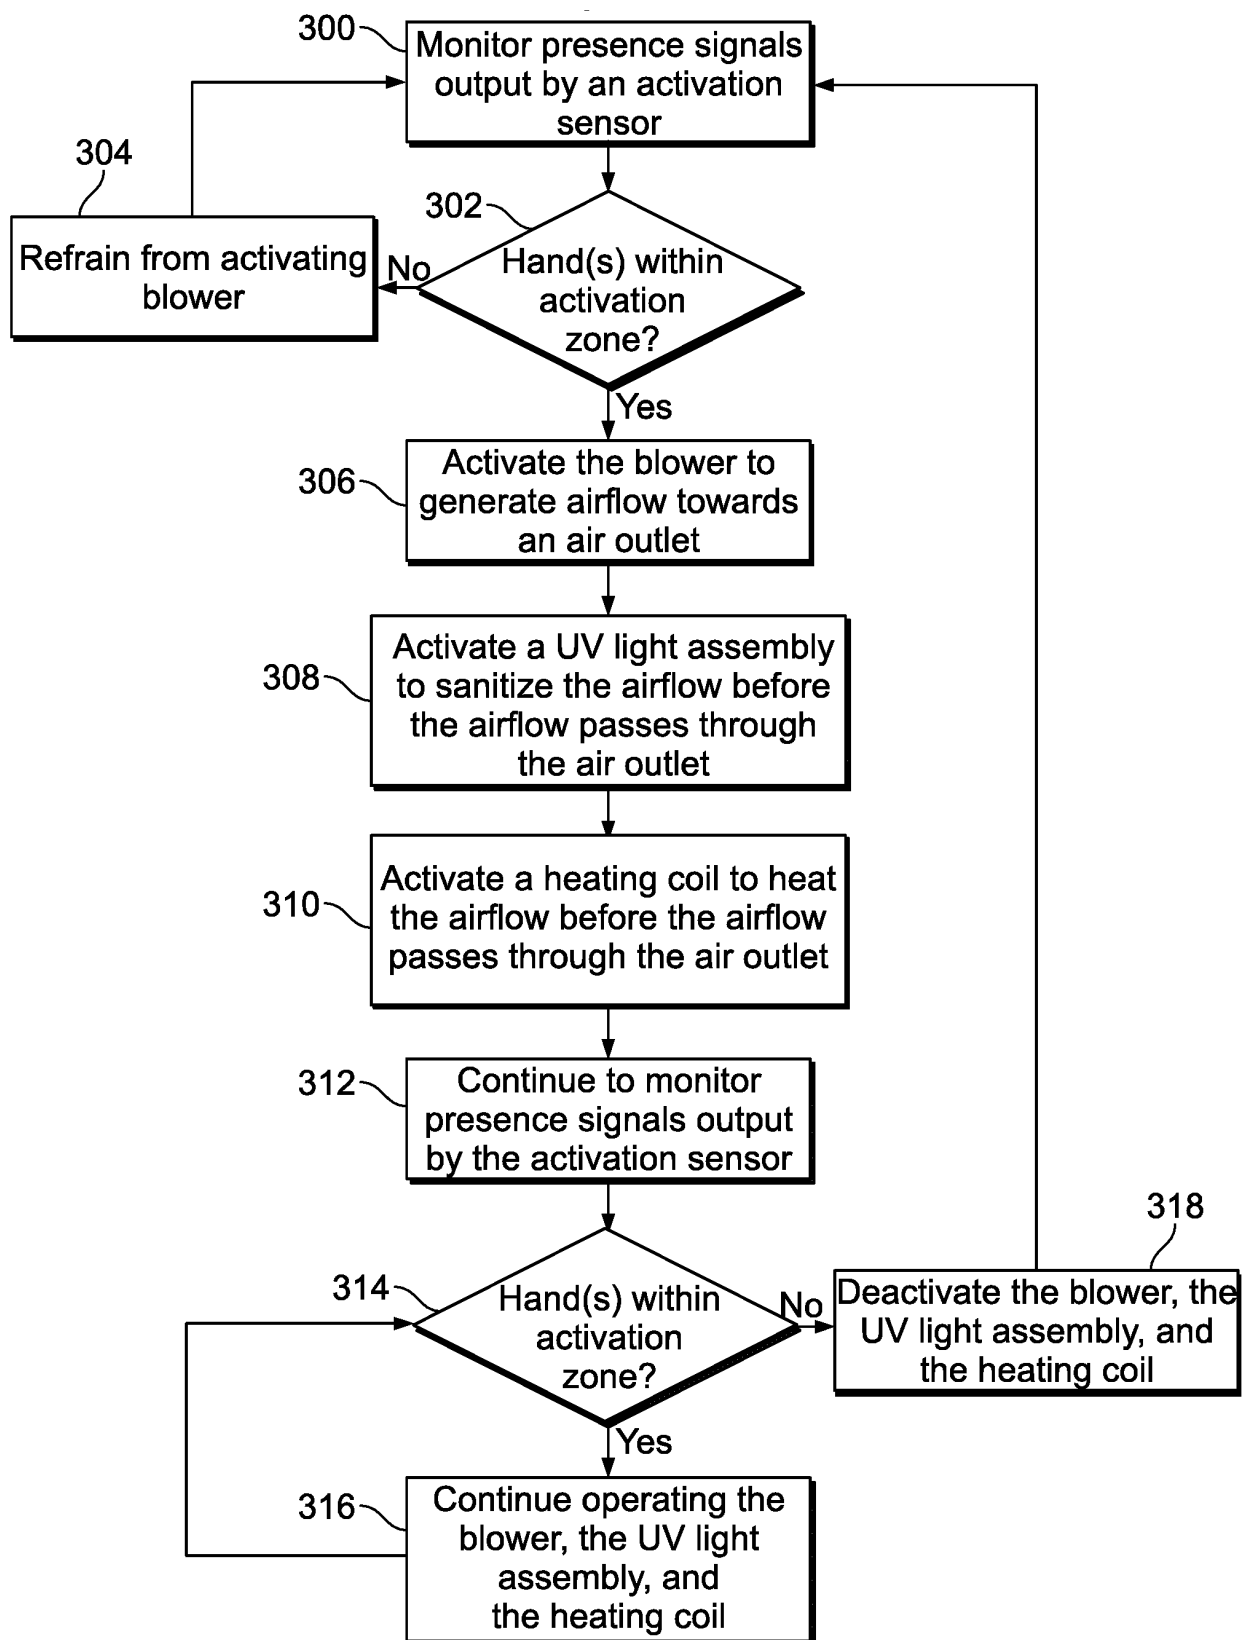 300
Monitor presence signals
output by an activation
sensor
304
Refrain from activating
blower
302
Hand(s) within
activation
zone?
No
Yes
306
Activate the blower to
generate airflow towards
an air outlet
308
Activate a UV light assembly
to sanitize the airflow before
the airflow passes through
the air outlet
310
Activate a heating coil to heat
the airflow before the airflow
passes through the air outlet
312
Continue to monitor
presence signals output
by the activation sensor
314
Hand(s) within
activation
zone?
No
318
Deactivate the blower, the
UV light assembly, and
the heating coil
Yes
316
Continue operating the
blower, the UV light
assembly, and
the heating coil